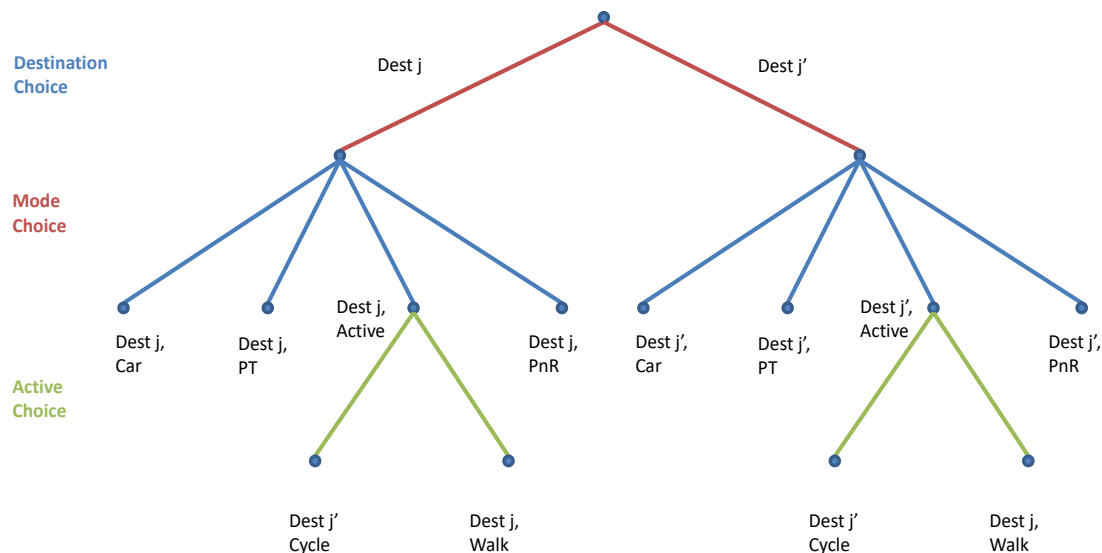 Destination
Choice
Dest j
Dest j’
Mode
Choice
Dest j,
Car
Dest j,
PT
Dest j,
Active
Dest j,
PnR
Dest j’,
Car
Dest j’,
PT
Dest j’,
Active
Dest j’,
PnR
Active
Choice
Dest j’
Cycle
Dest j,
Walk
Dest j’
Cycle
Dest j,
Walk